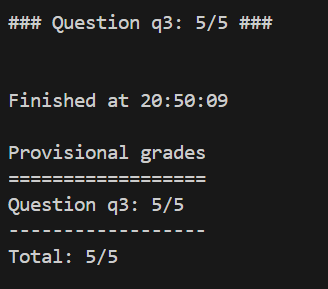 ### Question q3: 5/5 ###
Finished at 20:50:09
Provisional grades
==================
Question q3: 5/5
------------------
Total: 5/5